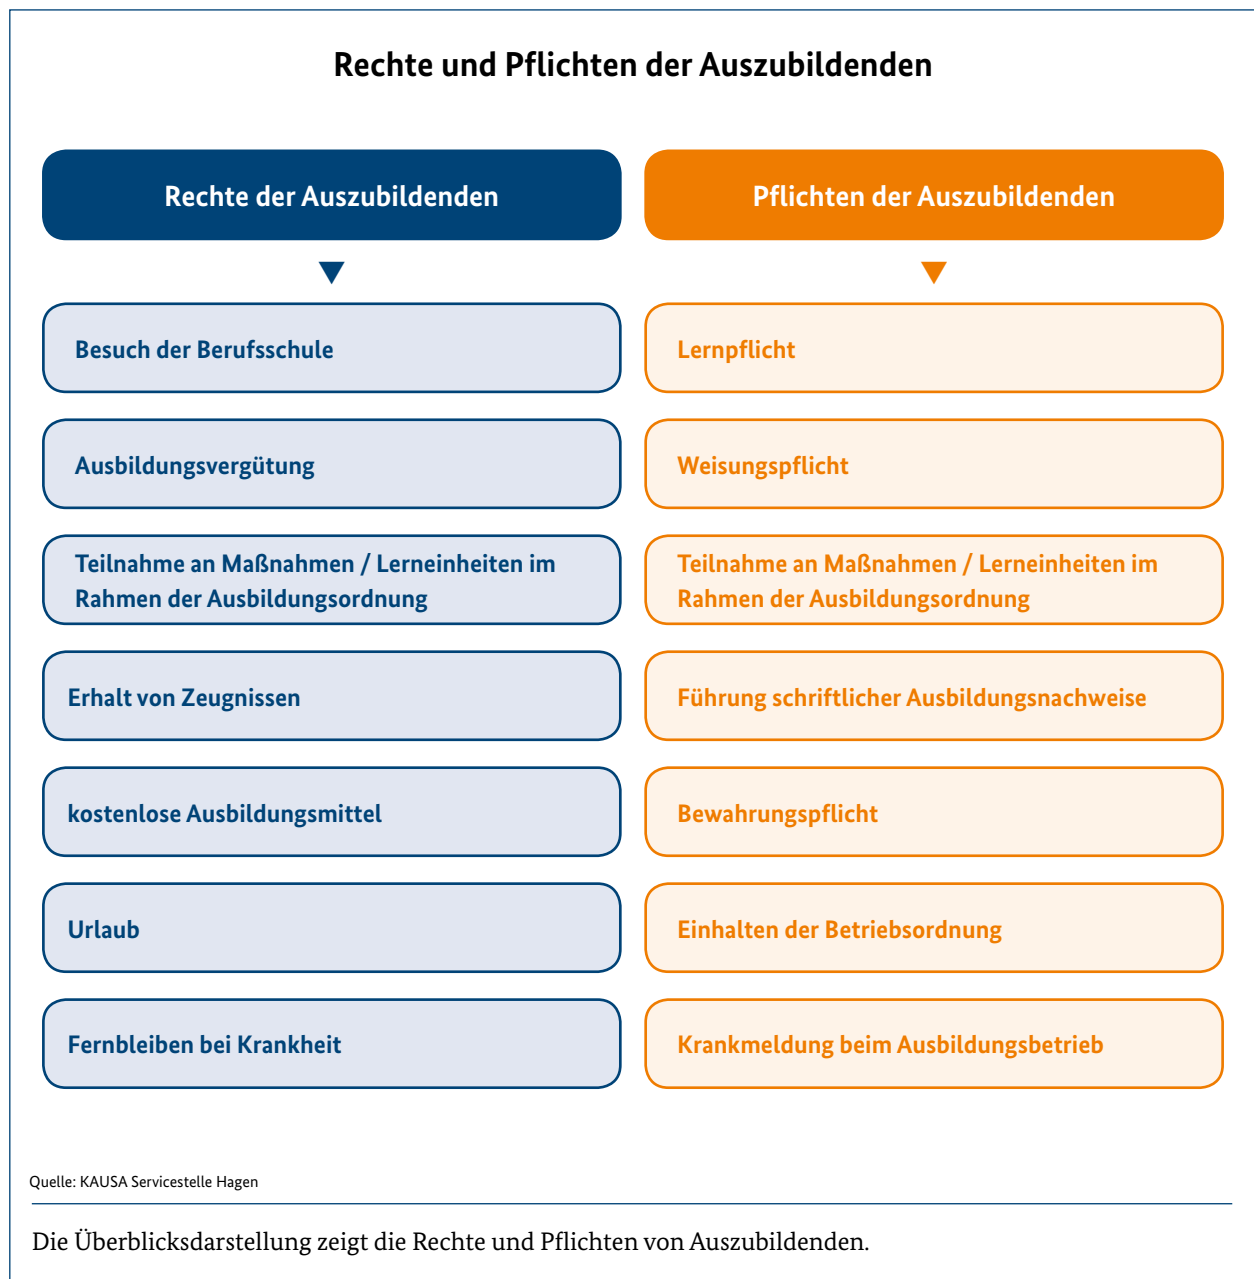 Rechte und Pflichten der Auszubildenden
Rechte der Auszubildenden
Besuch der Berufsschule
Ausbildungsvergütung
Teilnahme an Maßnahmen / Lerneinheiten im
Rahmen der Ausbildungsordnung
Erhalt von Zeugnissen
kostenlose Ausbildungsmittel
Urlaub
Fernbleiben bei Krankheit
Pflichten der Auszubildenden
Lernpflicht
Weisungspflicht
Teilnahme an Maßnahmen / Lerneinheiten im
Rahmen der Ausbildungsordnung
Führung schriftlicher Ausbildungsnachweise
Bewahrungspflicht
Einhalten der Betriebsordnung
Krankmeldung beim Ausbildungsbetrieb
Quelle: KAUSA Servicestelle Hagen
Die Überblicksdarstellung zeigt die Rechte und Pflichten von Auszubildenden.